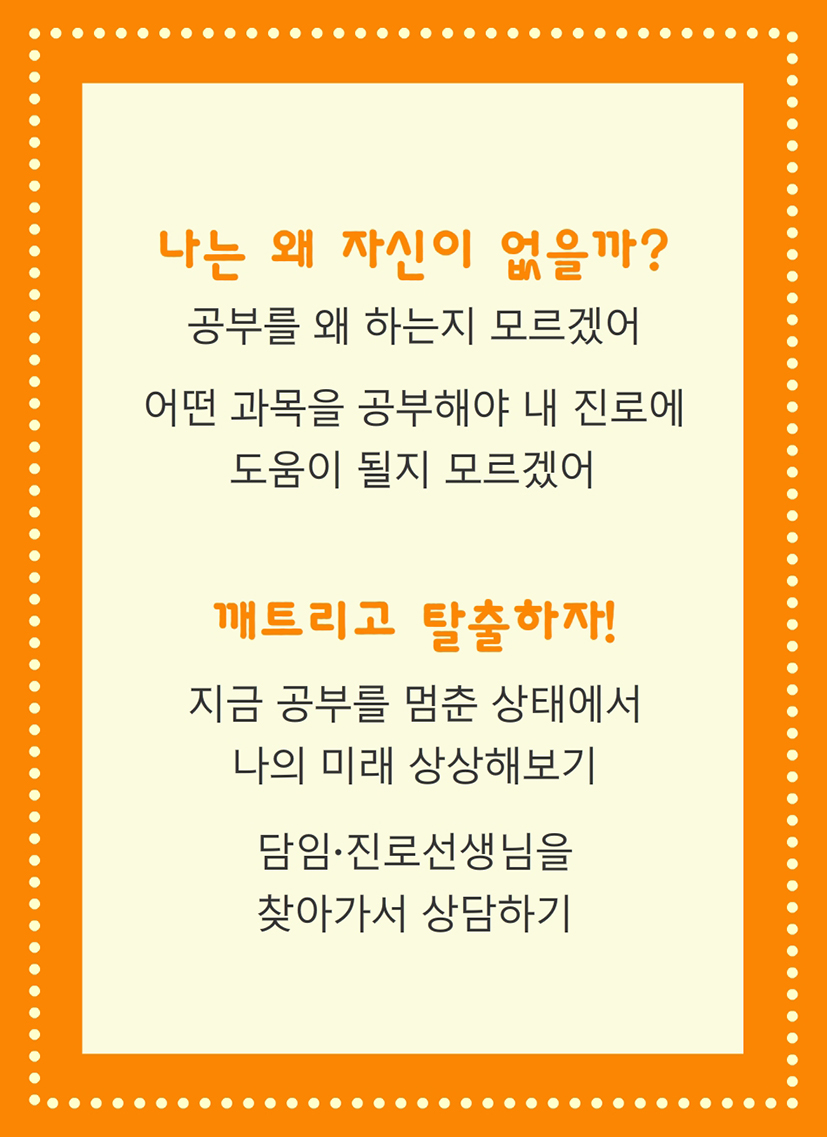 나는 왜 자신이 없을까?
공부를 왜 하는지 모르겠어
어떤 과목을 공부해야 내 진로에
도움이 될지 모르겠어
깨트리고 탈출하자!
지금 공부를 멈춘 상태에서
나의 미래 상상해보기
담임·진로선생님을
찾아가서 상담하기